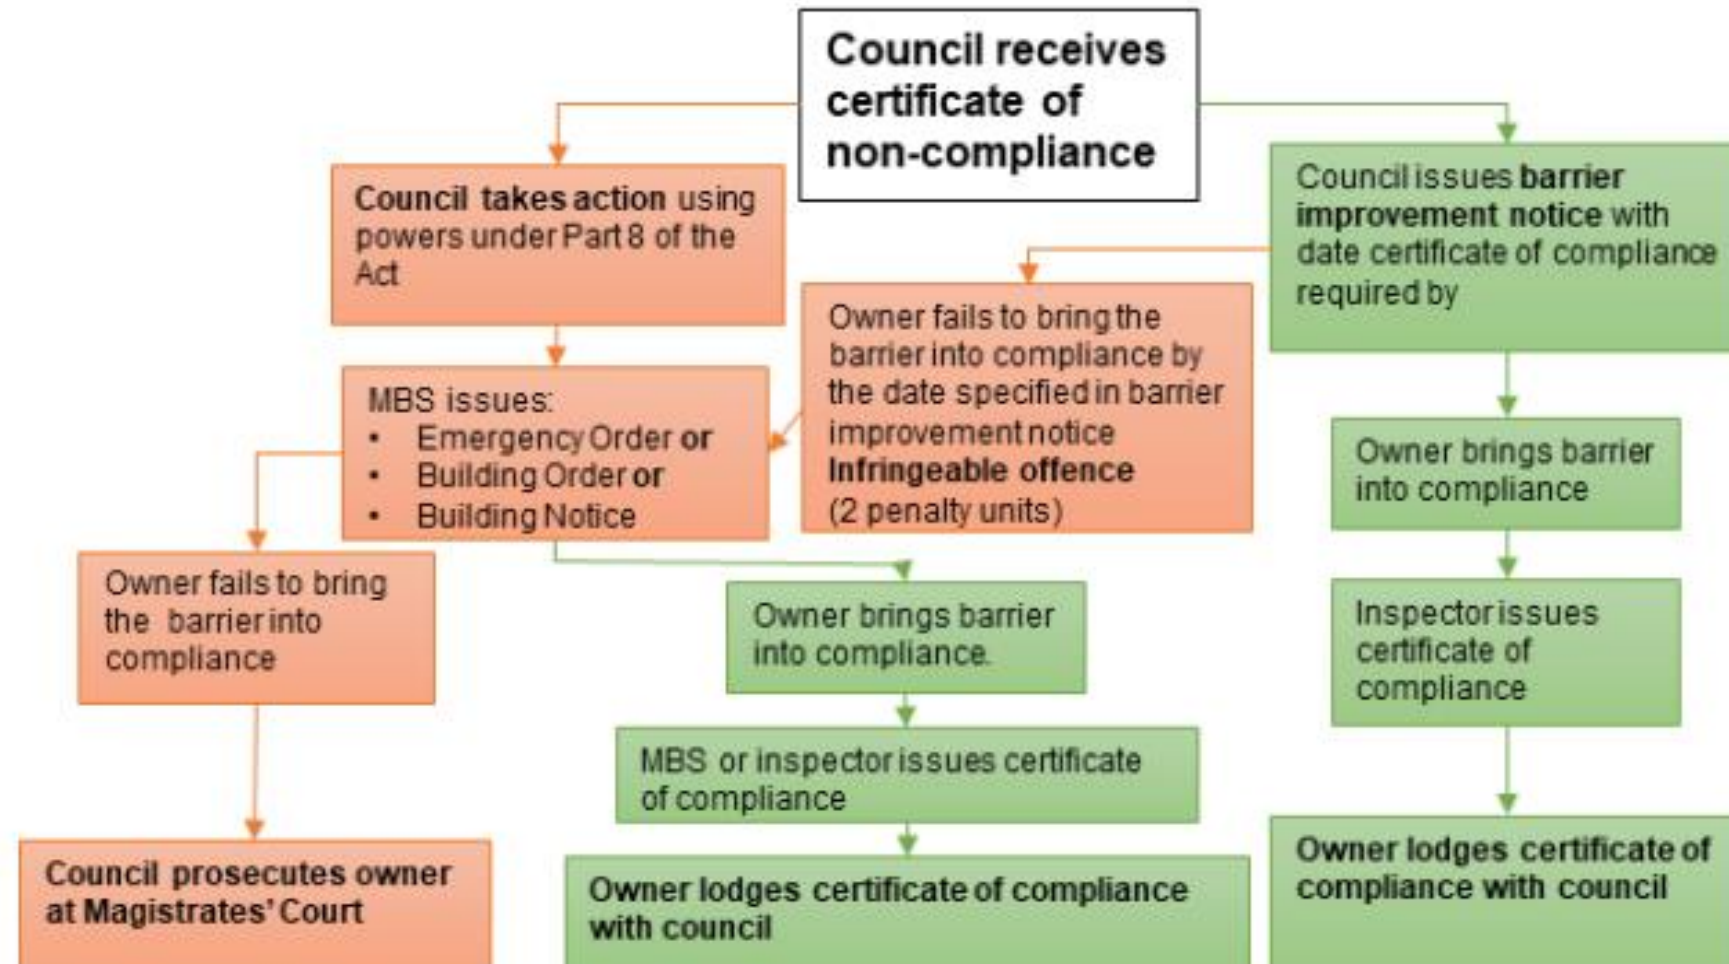 Council receives
certificate of
non-compliance
Council takes action using
powers under Part 8 of the
Act
Council issues barrier
improvement notice with
date certificate of compliance
required by
Owner fails to bring the
barrier into compliance by
the date specified in barrier
improvement notice
Infringeable offence
(2 penalty units)
MBS issues:
• Emergency Order or
• Building Order or
• Building Notice
Owner brings barrier
into compliance
Owner fails to bring
the barrier into
compliance
Owner brings barrier
into compliance.
Inspector issues
certificate of
compliance
MBS or inspector issues certificate
of compliance
Council prosecutes owner
at Magistrates' Court
Owner lodges certificate of compliance
with council
Owner lodges certificate of
compliance with council